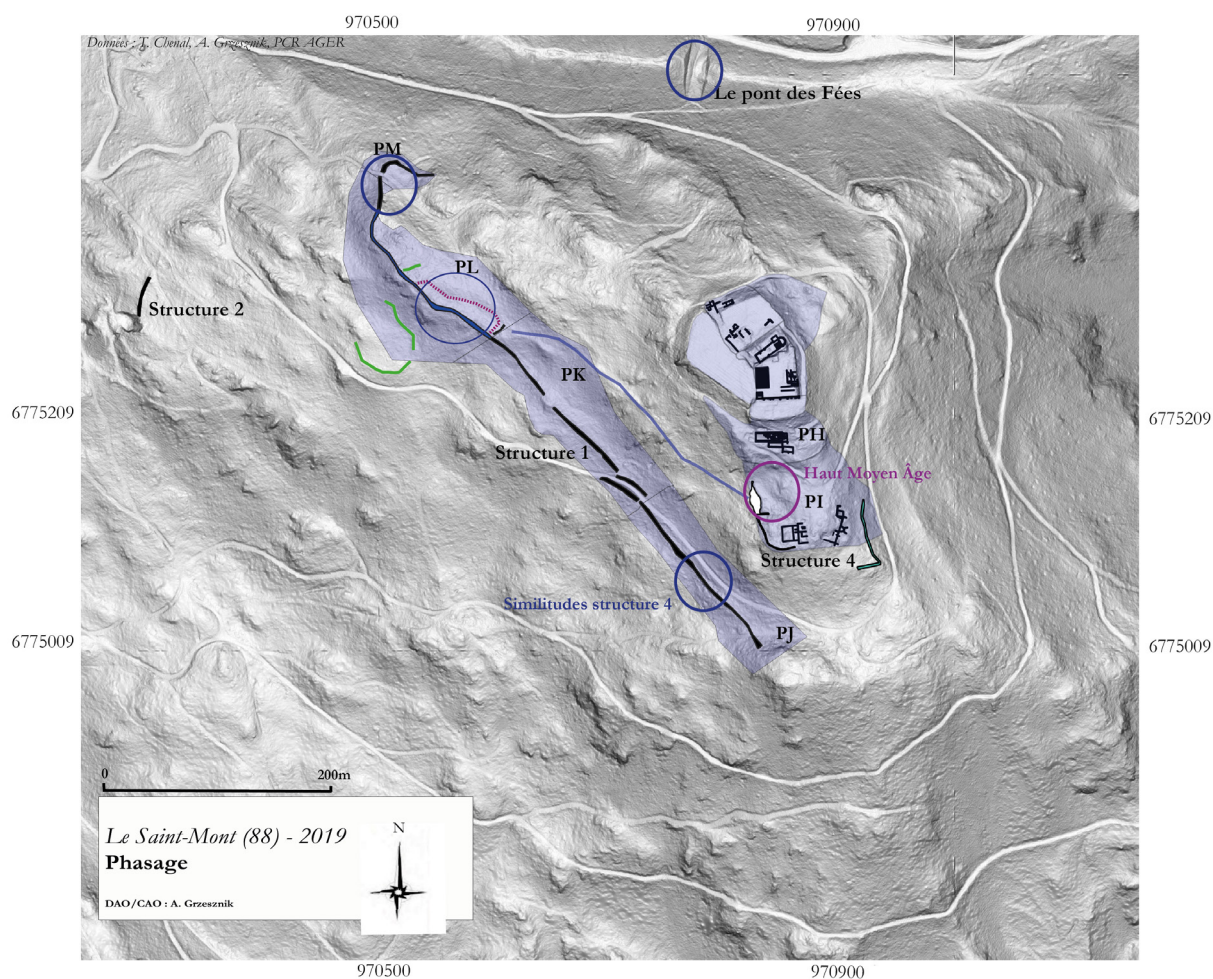 970500
970900
Données : T. Chenal, A. Grzesznik, PCR AGER
Le pont des Fées
PM
PL
Structure 2
PK
6775209
6775209
PH
Structure 1
Haut Moyen Âge
PI
Structure 4
Similitudes structure 4
PJ
6775009
6775009
0
200m
Le Saint-Mont (88) - 2019
N
Phasage
DAO/CAO : A. Grzesznik
970500
970900